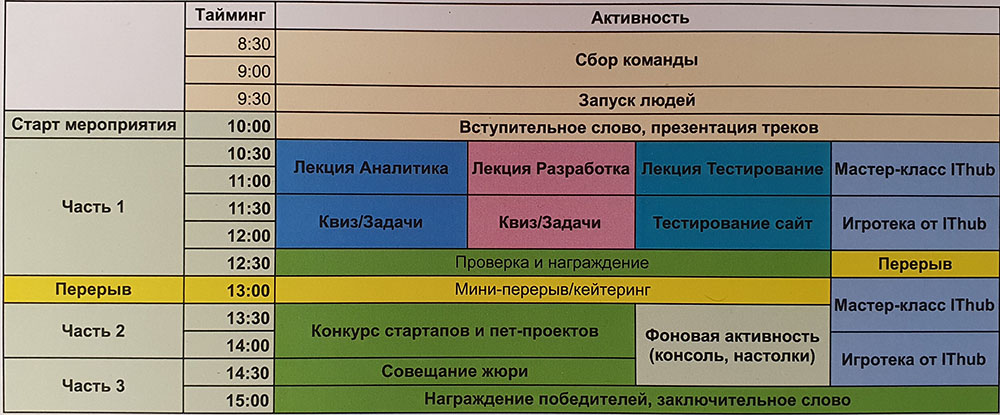 Тайминг Активность
8:30
Сбор команды
9:00
9:30 Запуск людей
Старт мероприятия 10:00 Вступительное слово, презентация треков
10:30
Лекция Аналитика Лекция Разработка Лекция Тестирование Мастер-класс IThub
11:00
Часть 1
11:30
Квиз/Задачи Квиз/Задачи Тестирование сайт Игротека от IThub
12:00
12:30 Проверка и награждение Перерыв
Перерыв 13:00 Мини-перерыв/кейтеринг
Мастер-класс IThub
13:30
Часть 2
Конкурс стартапов и пет-проектов
14:00
Фоновая активность
(консоль, настолки)
Игротека от IThub
14:30 Совещание жюри
Часть 3
15:00 Награждение победителей, заключительное слово